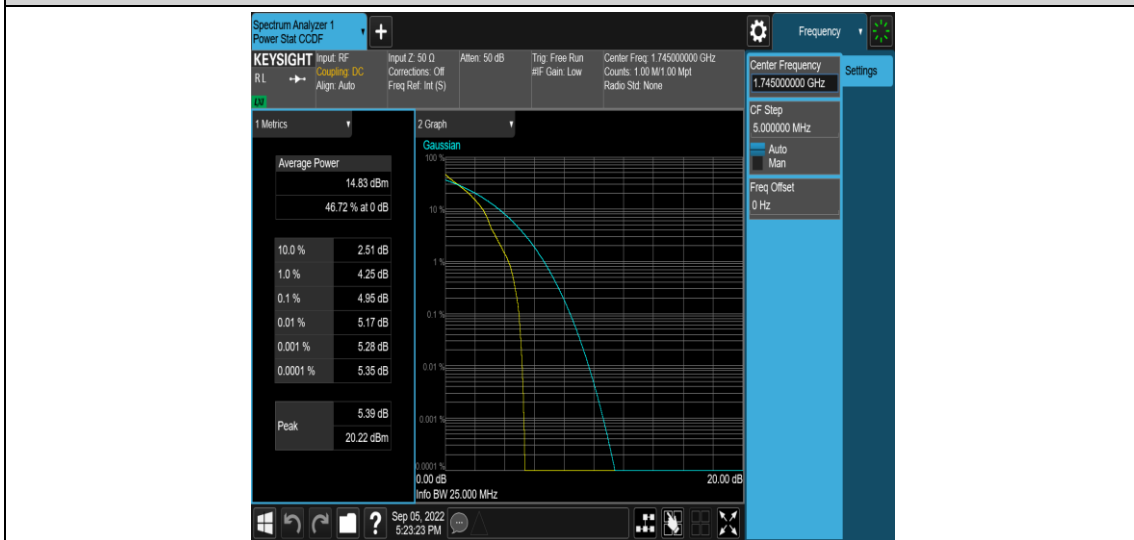 Spectrum Analyzer 1
Power Stat CCDF
Frequency
KEYSIGHT
RL
Input: RF
Coupling: DC
Align: Auto
Input Z: 50 Ω
Corrections: Off
Freq Ref: Int (S)
Atten: 50 dB
Trig: Free Run
#IF Gain: Low
Center Freq: 1.745000000 GHz
Counts: 1.00 M/1.00 Mpt
Radio Std: None
Center Frequency
1.745000000 GHz
Settings
CF Step
5.000000 MHz
Auto
Man
Freq Offset
0 Hz
1 Metrics
Average Power
14.83 dBm
46.72 % at 0 dB
10.0 % 2.51 dB
1.0 % 4.25 dB
0.1 % 4.95 dB
0.01 % 5.17 dB
0.001 % 5.28 dB
0.0001 % 5.35 dB
Peak
5.39 dB
20.22 dBm
2 Graph
Gaussian
100 %
10 %
1 %
0.1 %
0.01 %
0.001 %
0.0001 %
0.00 dB 20.00 dB
Info BW 25.000 MHz
? Sep 05, 2022
5:23:23 PM